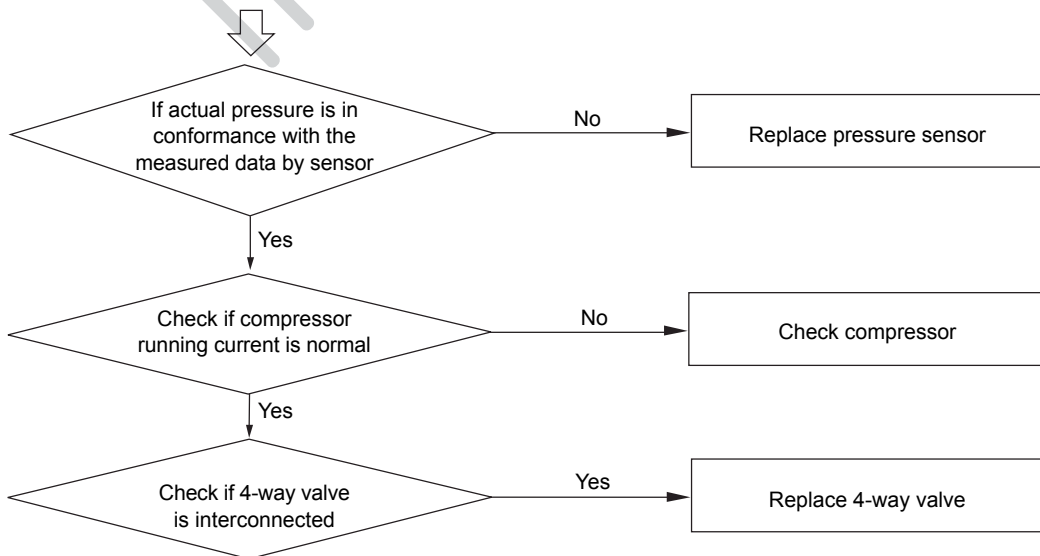 If actual pressure is in
conformance with the
measured data by sensor
No
Replace pressure sensor
Yes
Check if compressor
running current is normal
No
Check compressor
Yes
Check if 4-way valve
is interconnected
Yes
Replace 4-way valve